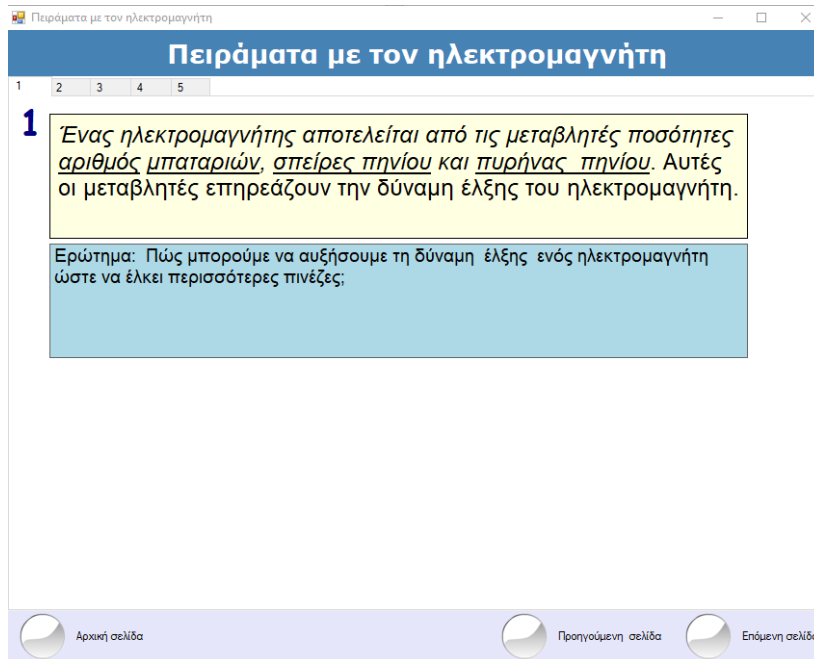 Πειράματα με τον ηλεκτρομαγνήτη
Πειράματα με τον ηλεκτρομαγνήτη
1 2 3 4 5
1
Ένας ηλεκτρομαγνήτης αποτελείται από τις μεταβλητές ποσότητες
αριθμός μπαταριών, σπείρες πηνίου και πυρήνας πηνίου. Αυτές
οι μεταβλητές επηρεάζουν την δύναμη έλξης του ηλεκτρομαγνήτη.
Ερώτημα: Πώς μπορούμε να αυξήσουμε τη δύναμη έλξης ενός ηλεκτρομαγνήτη
ώστε να έλκει περισσότερες πινέζες;
Αρχική σελίδα Προηγούμενη σελίδα Επόμενη σελίδα